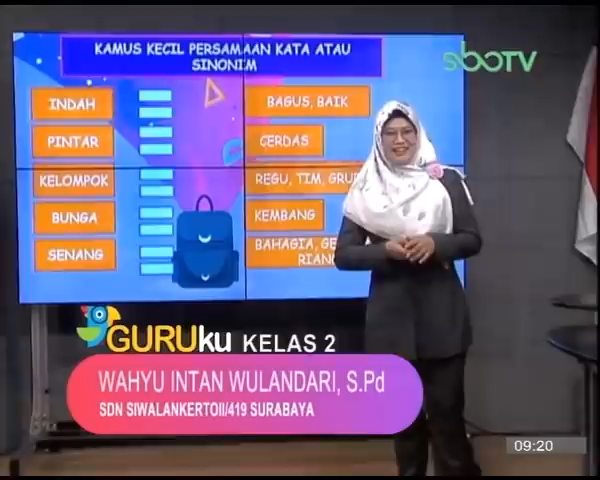 sboTV
KAMUS KECIL PERSAMAAN KATA ATAU
SINONIM
INDAH
BAGUS, BAIK
PINTAR
CERDAS
KELOMPOK
REGU, TIM,
BUNGA
KEMBANG
SENANG
BAHAGIA,
GURUku KELAS 2
WAHYU INTAN WULANDARI, S.Pd
SDN SIWALANKERTOII/419 SURABAYA
09:20